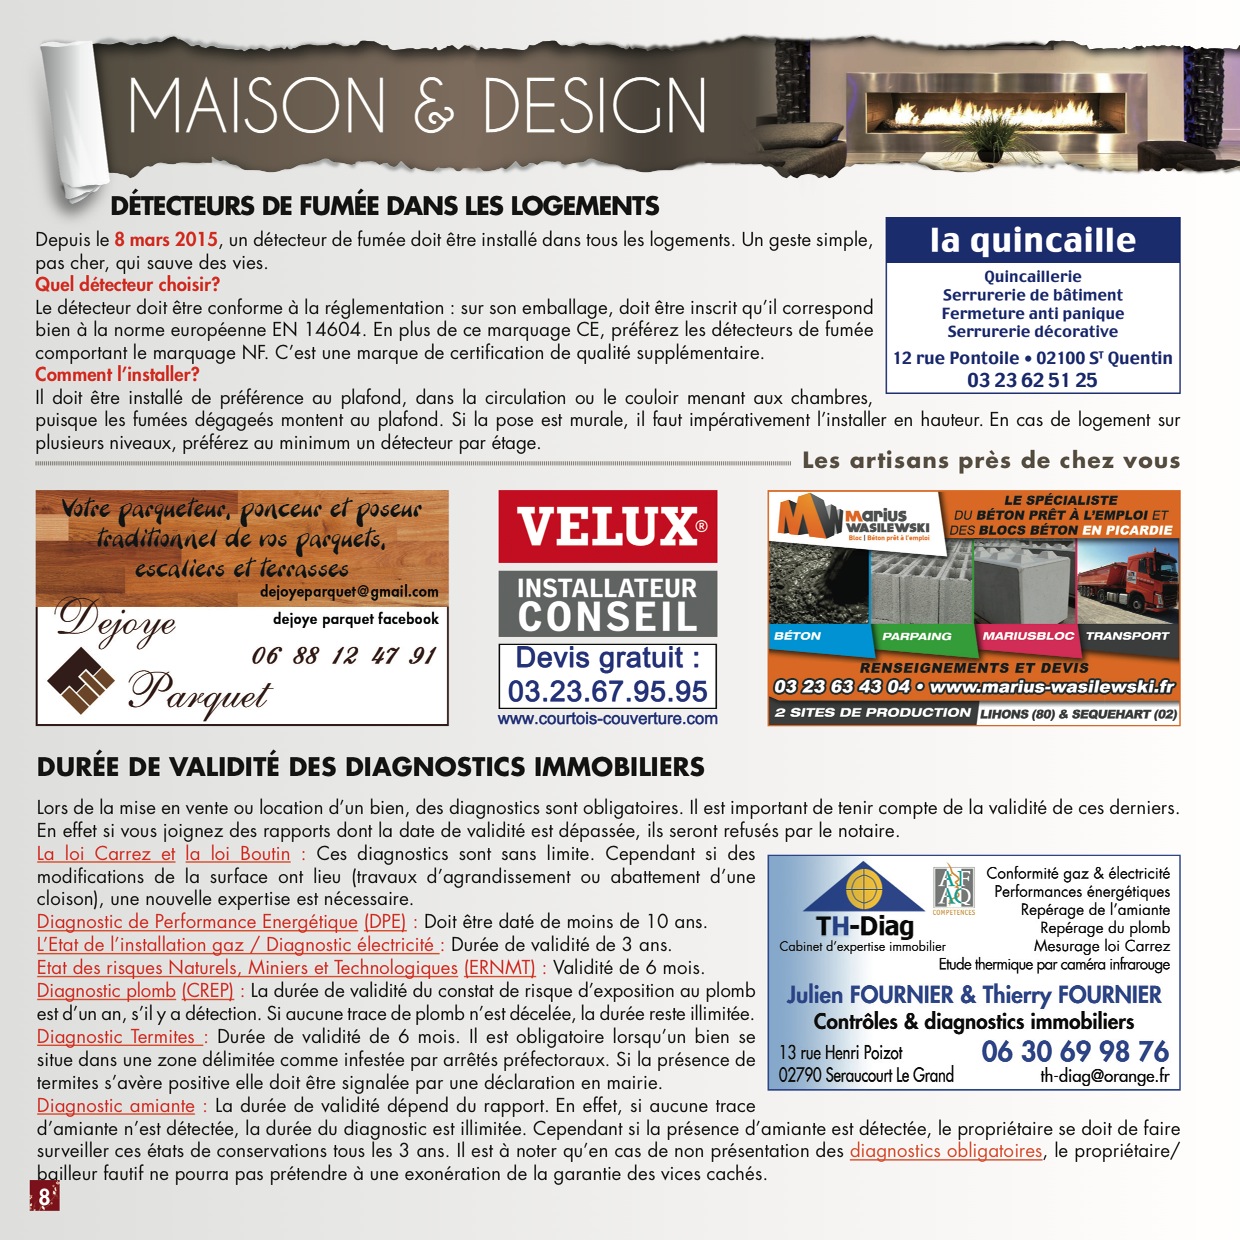 MAISON & DESIGN
DÉTECTEURS DE FUMÉE DANS LES LOGEMENTS
Depuis le 8 mars 2015, un détecteur de fumée doit être installé dans tous les logements. Un geste simple,
pas cher, qui sauve des vies.
Quel détecteur choisir?
Le détecteur doit être conforme à la réglementation : sur son emballage, doit être inscrit qu'il correspond
bien à la norme européenne EN 14604. En plus de ce marquage CE, préférez les détecteurs de fumée
comportant le marquage NF. C'est une marque de certification de qualité supplémentaire.
Comment l'installer?
Il doit être installé de préférence au plafond, dans la circulation ou le couloir menant aux chambres,
puisque les fumées dégageés montent au plafond. Si la pose est murale, il faut impérativement l'installer en hauteur. En cas de logement sur
plusieurs niveaux, préférez au minimum un détecteur par étage.
la quincaille
Quincaillerie
Serrurerie de bâtiment
Fermeture anti panique
Serrurerie décorative
12 rue Pontoile • 02100 ST Quentin
03 23 62 51 25
Les artisans près de chez vous
Votre parqueteur, ponceur et poseur
traditionnel de vos parquets,
escaliers et terrasses
dejoyeparquet@gmail.com
dejoye parquet facebook
Dejoye
06 88 12 47 91
Parquet
VELUX®
INSTALLATEUR
CONSEIL
Devis gratuit :
03.23.67.95.95
www.courtois-couverture.com
MW Marius
WASILEWSKI
Bloc | Béton prêt à l'emploi
LE SPÉCIALISTE
DU BÉTON PRÊT À L'EMPLOI ET
DES BLOCS BÉTON EN PICARDIE
BÉTON PARPAING MARIUSBLOC TRANSPORT
RENSEIGNEMENTS ET DEVIS
03 23 63 43 04 • www.marius-wasilewski.fr
2 SITES DE PRODUCTION LIHONS (80) & SEQUEHART (02)
DURÉE DE VALIDITÉ DES DIAGNOSTICS IMMOBILIERS
Lors de la mise en vente ou location d'un bien, des diagnostics sont obligatoires. Il est important de tenir compte de la validité de ces derniers.
En effet si vous joignez des rapports dont la date de validité est dépassée, ils seront refusés par le notaire.
La loi Carrez et la loi Boutin : Ces diagnostics sont sans limite. Cependant si des
modifications de la surface ont lieu (travaux d'agrandissement ou abattement d'une
cloison), une nouvelle expertise est nécessaire.
Diagnostic de Performance Energétique (DPE) : Doit être daté de moins de 10 ans.
L'Etat de l'installation gaz / Diagnostic électricité : Durée de validité de 3 ans.
Etat des risques Naturels, Miniers et Technologiques (ERNMT) : Validité de 6 mois.
Diagnostic plomb (CREP) : La durée de validité du constat de risque d'exposition au plomb
est d'un an, s'il y a détection. Si aucune trace de plomb n'est décelée, la durée reste illimitée.
Diagnostic Termites : Durée de validité de 6 mois. Il est obligatoire lorsqu'un bien se
situe dans une zone délimitée comme infestée par arrêtés préfectoraux. Si la présence de
termites s'avère positive elle doit être signalée par une déclaration en mairie.
Diagnostic amiante : La durée de validité dépend du rapport. En effet, si aucune trace
d'amiante n'est détectée, la durée du diagnostic est illimitée. Cependant si la présence d'amiante est détectée, le propriétaire se doit de faire
surveiller ces états de conservations tous les 3 ans. Il est à noter qu'en cas de non présentation des diagnostics obligatoires, le propriétaire/
bailleur fautif ne pourra pas prétendre à une exonération de la garantie des vices cachés.
TH-Diag
Cabinet d'expertise immobilier
AFAQ
COMPETENCES
Conformité gaz & électricité
Performances énergétiques
Repérage de l'amiante
Repérage du plomb
Mesurage loi Carrez
Etude thermique par caméra infrarouge
Julien FOURNIER & Thierry FOURNIER
Contrôles & diagnostics immobiliers
13 rue Henri Poizot
02790 Seraucourt Le Grand
06 30 69 98 76
th-diag@orange.fr
8